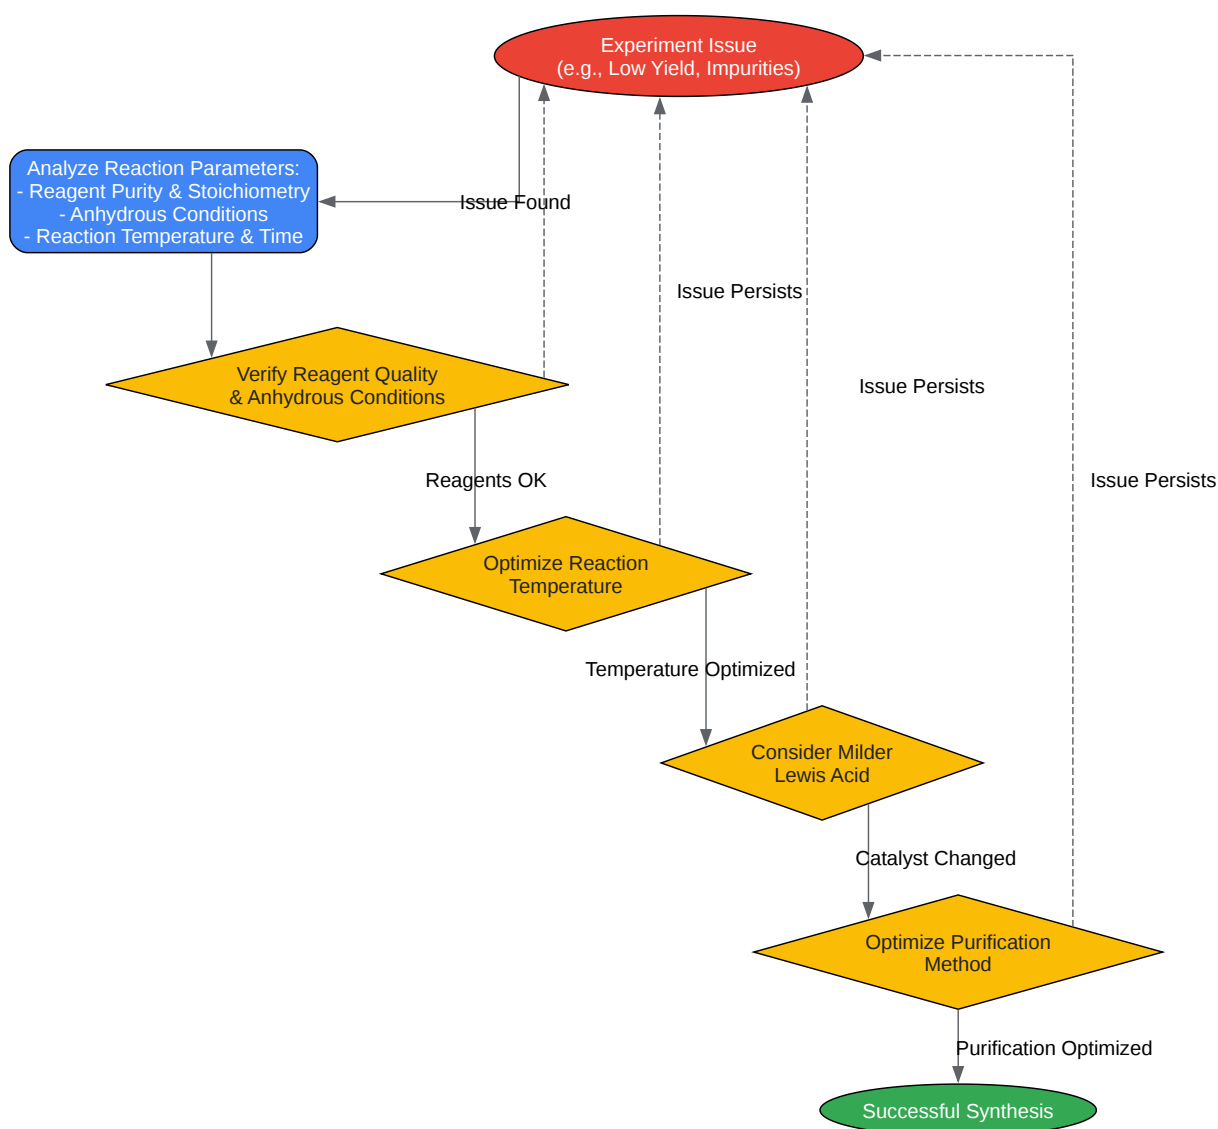 Experiment Issue
(e.g., Low Yield, Impurities)
Analyze Reaction Parameters:
- Reagent Purity & Stoichiometry
- Anhydrous Conditions
- Reaction Temperature & Time
Issue Found
Issue Persists
Verify Reagent Quality
& Anhydrous Conditions
Issue Persists
Reagents OK
Issue Persists
Optimize Reaction
Temperature
Temperature Optimized
Consider Milder
Lewis Acid
Catalyst Changed
Optimize Purification
Method
Purification Optimized
Successful Synthesis